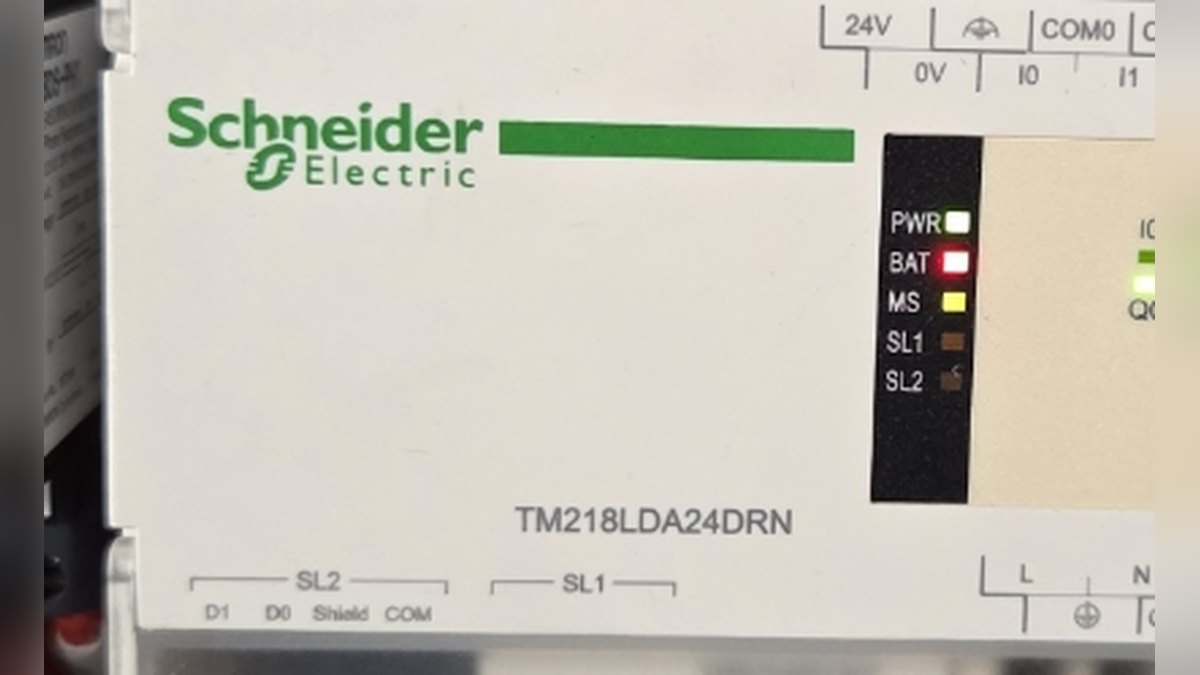 24V COM0
0V I0 I1
Schneider
Electric
PWR
BAT
MS
SL1
SL2
TM218LDA24DRN
SL2 SL1
D1 D0 Shield COM
L N